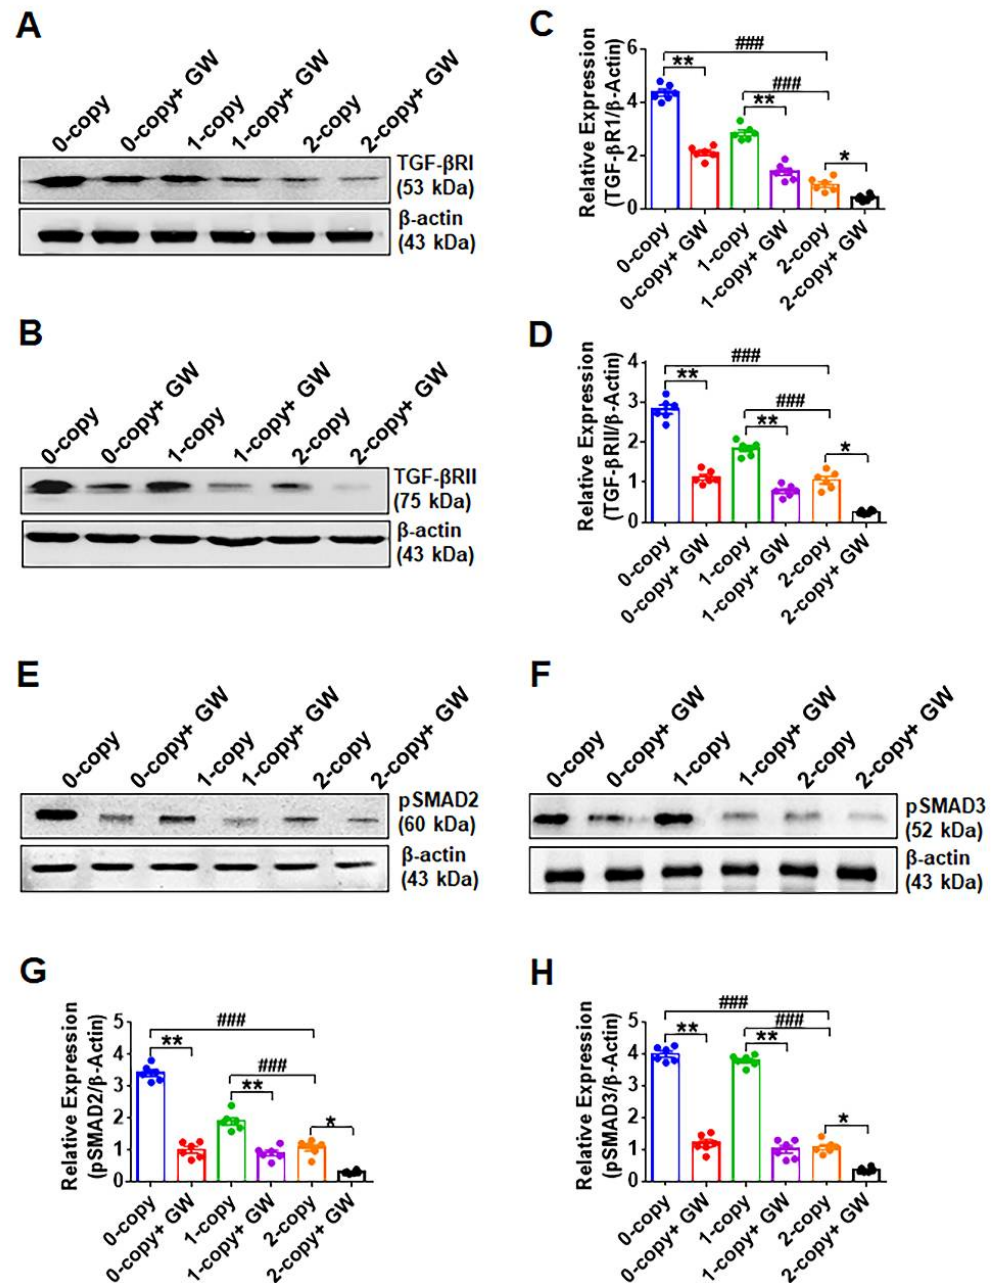 A
0-copy
0-copy+ GW
1-copy
1-copy+ GW
2-copy
2-copy+ GW
TGF-βRI
(53 kDa)
β-actin
(43 kDa)
C
Relative Expression
(TGF-βR1/β-Actin)
6
4
2
0
###
**
###
**
*
0-copy
0-copy+ GW
1-copy
1-copy+ GW
2-copy
2-copy+ GW
B
0-copy
0-copy+ GW
1-copy
1-copy+ GW
2-copy
2-copy+ GW
TGF-βRII
(75 kDa)
β-actin
(43 kDa)
D
Relative Expression
(TGF-βRII/β-Actin)
4
3
2
1
0
###
**
###
**
*
0-copy
0-copy+ GW
1-copy
1-copy+ GW
2-copy
2-copy+ GW
E
0-copy
0-copy+ GW
1-copy
1-copy+ GW
2-copy
2-copy+ GW
pSMAD2
(60 kDa)
β-actin
(43 kDa)
F
0-copy
0-copy+ GW
1-copy
1-copy+ GW
2-copy
2-copy+ GW
pSMAD3
(52 kDa)
β-actin
(43 kDa)
G
Relative Expression
(pSMAD2/β-Actin)
5
4
3
2
1
0
###
**
###
**
*
0-copy
0-copy+ GW
1-copy
1-copy+ GW
2-copy
2-copy+ GW
H
Relative Expression
(pSMAD3/β-Actin)
5
4
3
2
1
0
###
**
###
**
*
0-copy
0-copy+ GW
1-copy
1-copy+ GW
2-copy
2-copy+ GW